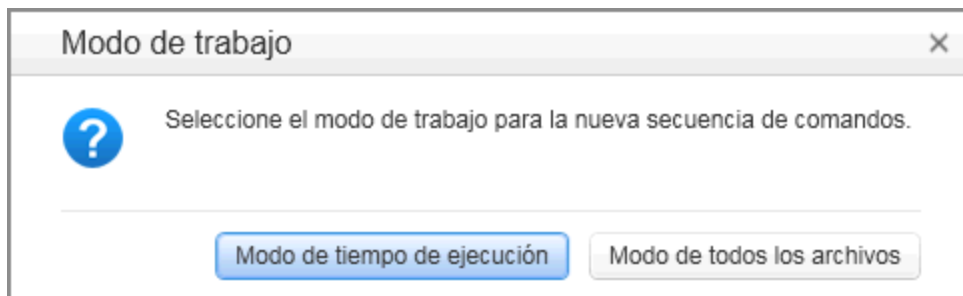 Modo de trabajo
Seleccione el modo de trabajo para la nueva secuencia de comandos.
Modo de tiempo de ejecución
Modo de todos los archivos